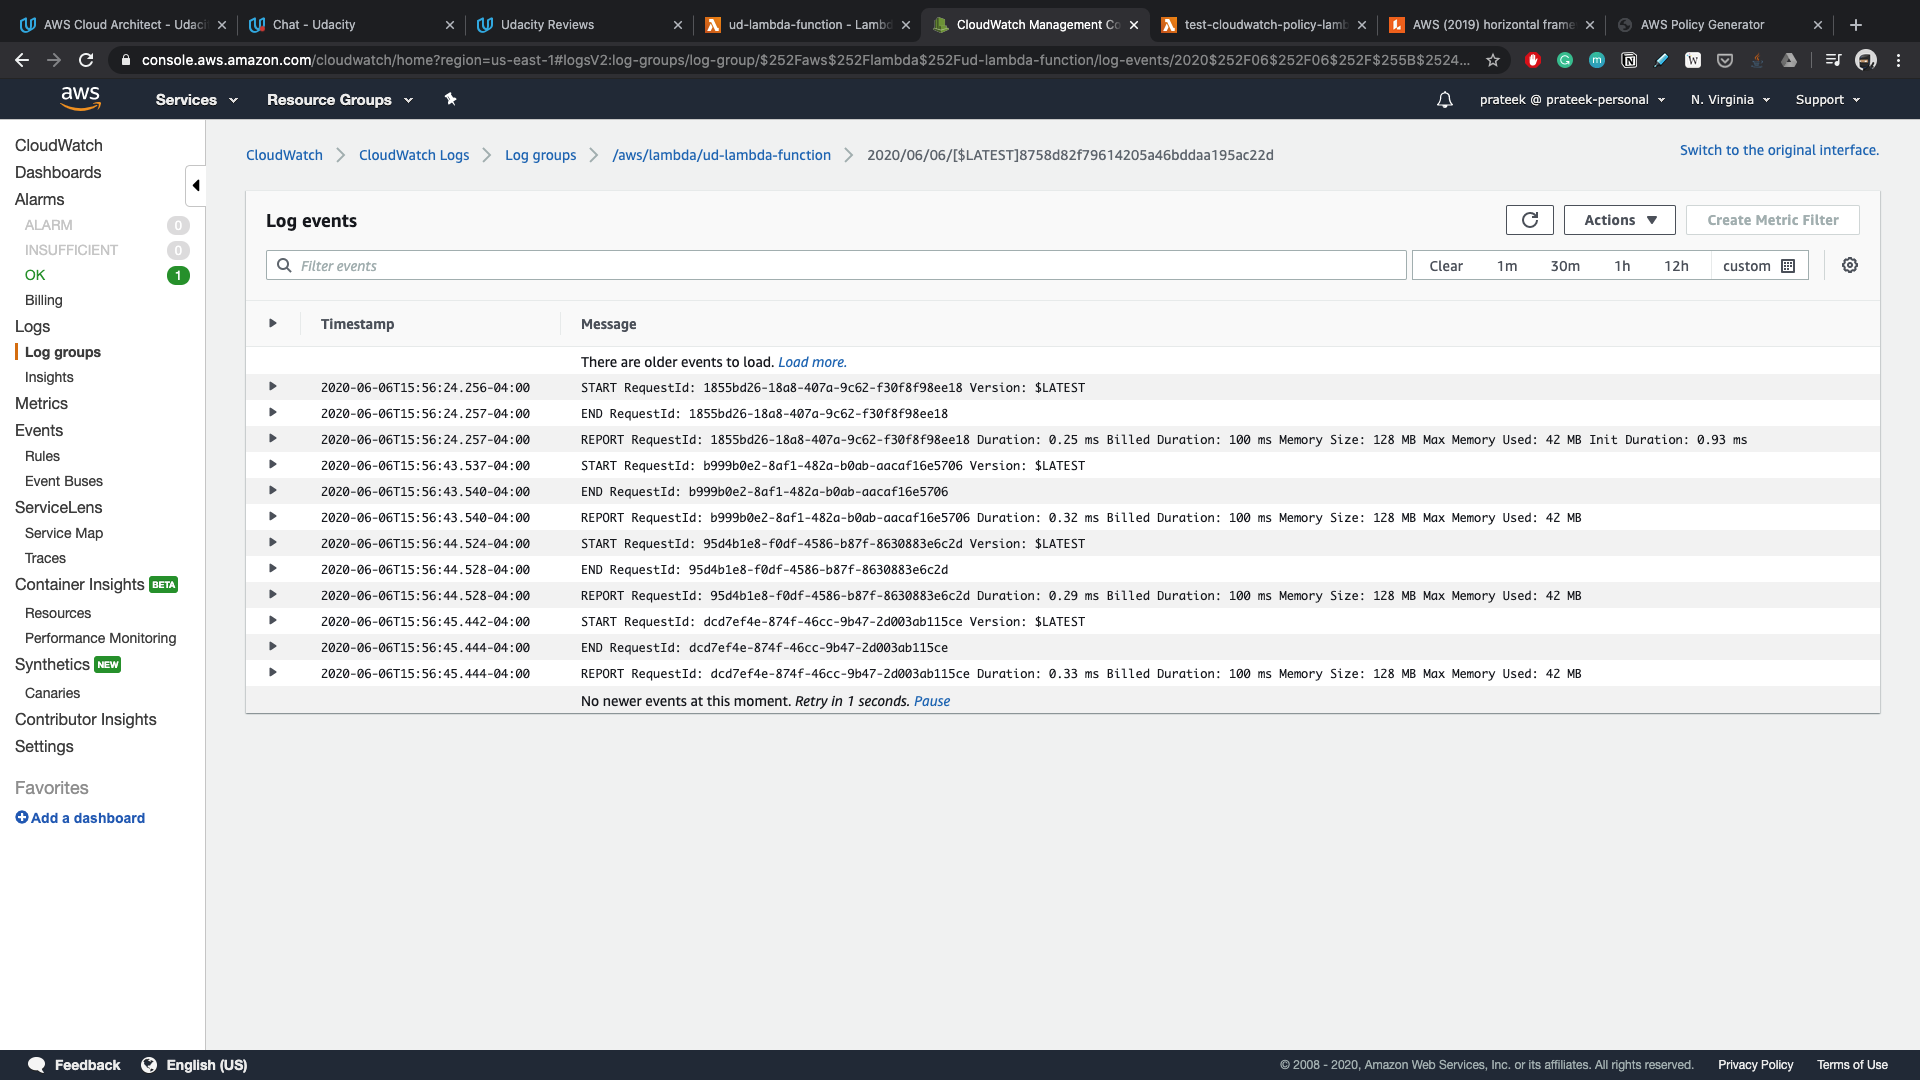 AWS Cloud Architect - Udaci
Chat - Udacity
Udacity Reviews
ud-lambda-function - Lambd
CloudWatch Management Co
test-cloudwatch-policy-lamb
AWS (2019) horizontal frame
AWS Policy Generator
console.aws.amazon.com/cloudwatch/home?region=us-east-1#logsV2:log-groups/log-group/$252Faws$252Flambda$252Fud-lambda-function/log-events/2020$252F06$252F06$252F$255B$2524...
aws
Services
Resource Groups
prateek @ prateek-personal
N. Virginia
Support
CloudWatch
Dashboards
Alarms
ALARM 0
INSUFFICIENT 0
OK 1
Billing
Logs
Log groups
Insights
Metrics
Events
Rules
Event Buses
ServiceLens
Service Map
Traces
Container Insights BETA
Resources
Performance Monitoring
Synthetics NEW
Canaries
Contributor Insights
Settings
Favorites
Add a dashboard
CloudWatch
CloudWatch Logs
Log groups
/aws/lambda/ud-lambda-function
2020/06/06/[$LATEST]8758d82f79614205a46bddaa195ac22d
Switch to the original interface.
Log events
Actions
Create Metric Filter
Filter events
Clear 1m 30m 1h 12h custom
Timestamp Message
There are older events to load. Load more.
2020-06-06T15:56:24.256-04:00 START RequestId: 1855bd26-18a8-407a-9c62-f30f8f98ee18 Version: $LATEST
2020-06-06T15:56:24.257-04:00 END RequestId: 1855bd26-18a8-407a-9c62-f30f8f98ee18
2020-06-06T15:56:24.257-04:00 REPORT RequestId: 1855bd26-18a8-407a-9c62-f30f8f98ee18 Duration: 0.25 ms Billed Duration: 100 ms Memory Size: 128 MB Max Memory Used: 42 MB Init Duration: 0.93 ms
2020-06-06T15:56:43.537-04:00 START RequestId: b999b0e2-8af1-482a-b0ab-aacaf16e5706 Version: $LATEST
2020-06-06T15:56:43.540-04:00 END RequestId: b999b0e2-8af1-482a-b0ab-aacaf16e5706
2020-06-06T15:56:43.540-04:00 REPORT RequestId: b999b0e2-8af1-482a-b0ab-aacaf16e5706 Duration: 0.32 ms Billed Duration: 100 ms Memory Size: 128 MB Max Memory Used: 42 MB
2020-06-06T15:56:44.524-04:00 START RequestId: 95d4b1e8-f0df-4586-b87f-8630883e6c2d Version: $LATEST
2020-06-06T15:56:44.528-04:00 END RequestId: 95d4b1e8-f0df-4586-b87f-8630883e6c2d
2020-06-06T15:56:44.528-04:00 REPORT RequestId: 95d4b1e8-f0df-4586-b87f-8630883e6c2d Duration: 0.29 ms Billed Duration: 100 ms Memory Size: 128 MB Max Memory Used: 42 MB
2020-06-06T15:56:45.442-04:00 START RequestId: dcd7ef4e-874f-46cc-9b47-2d003ab115ce Version: $LATEST
2020-06-06T15:56:45.444-04:00 END RequestId: dcd7ef4e-874f-46cc-9b47-2d003ab115ce
2020-06-06T15:56:45.444-04:00 REPORT RequestId: dcd7ef4e-874f-46cc-9b47-2d003ab115ce Duration: 0.33 ms Billed Duration: 100 ms Memory Size: 128 MB Max Memory Used: 42 MB
No newer events at this moment. Retry in 1 seconds. Pause
Feedback
English (US)
© 2008 - 2020, Amazon Web Services, Inc. or its affiliates. All rights reserved.
Privacy Policy
Terms of Use